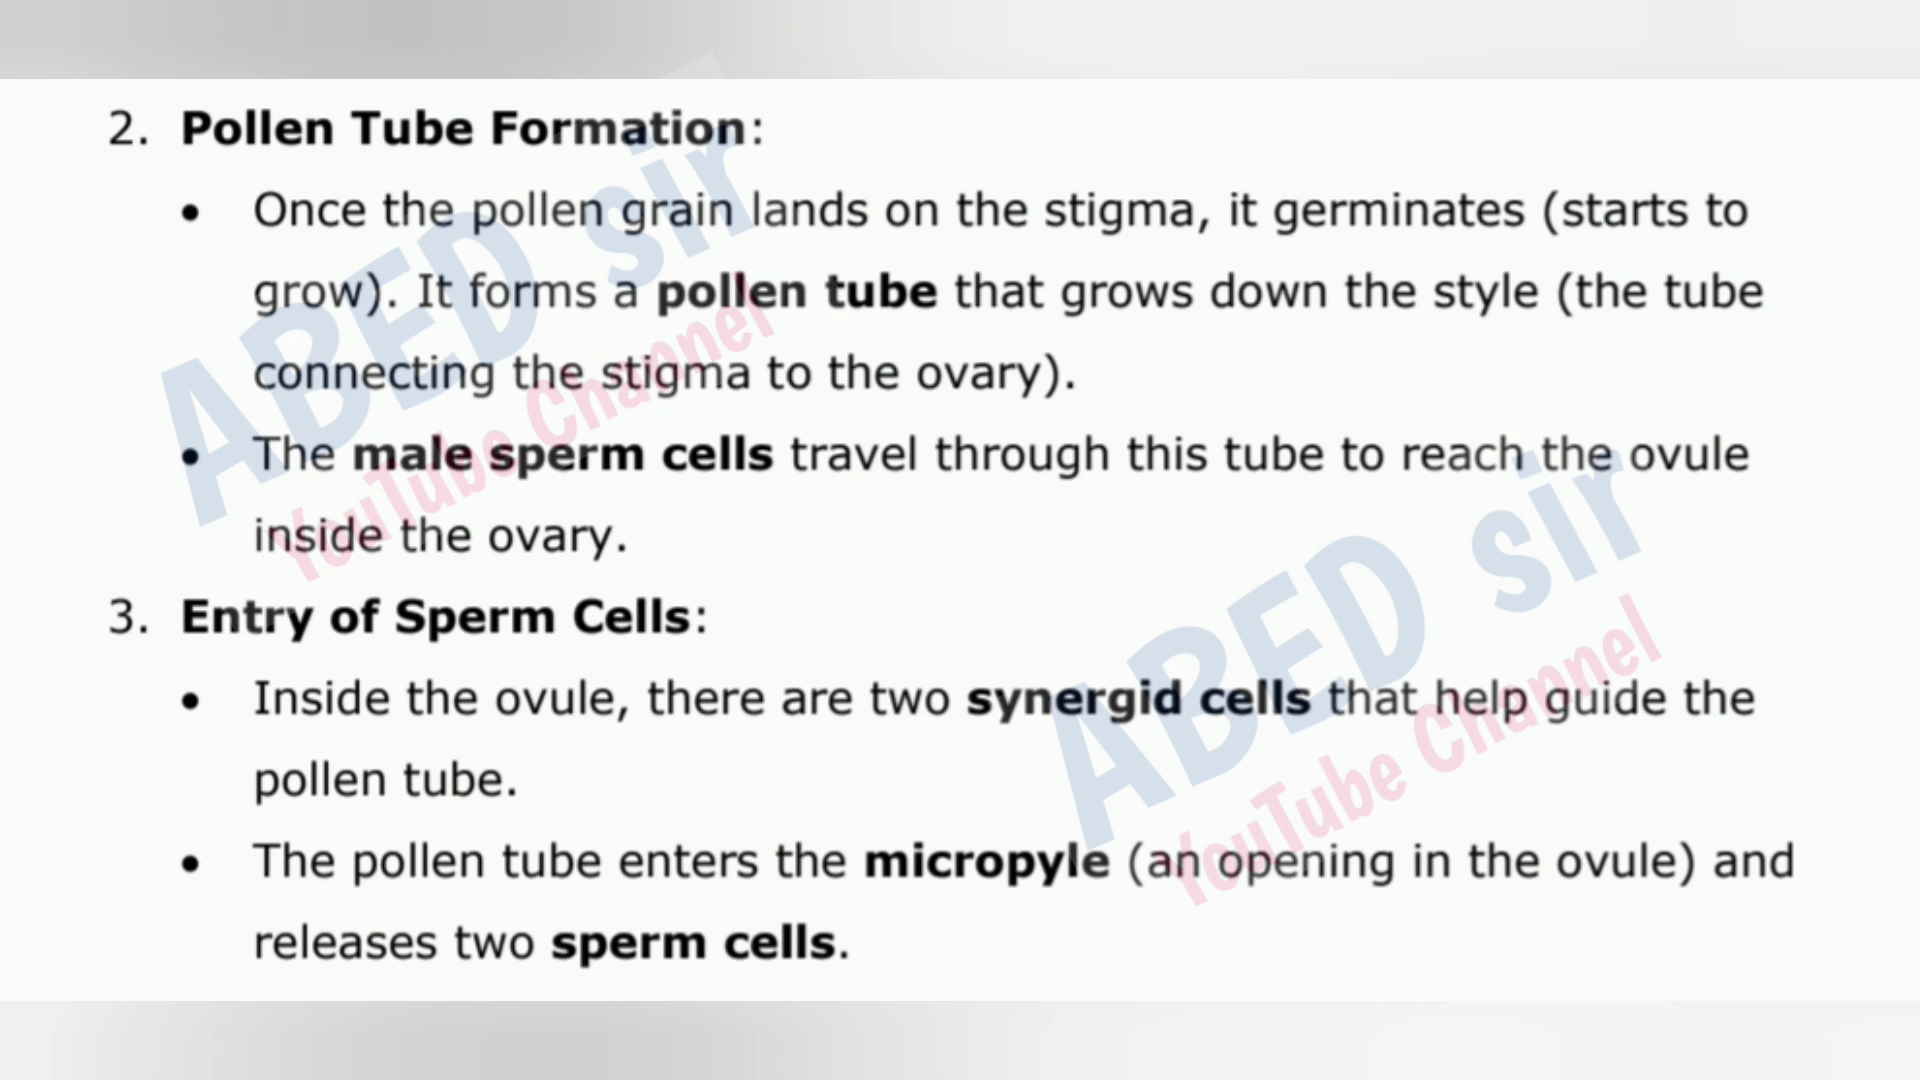 2. Pollen Tube Formation:
• Once the pollen grain lands on the stigma, it germinates (starts to
grow). It forms a pollen tube that grows down the style (the tube
connecting the stigma to the ovary).
• The male sperm cells travel through this tube to reach the ovule
inside the ovary.
3. Entry of Sperm Cells:
• Inside the ovule, there are two synergid cells that help guide the
pollen tube.
• The pollen tube enters the micropyle (an opening in the ovule) and
releases two sperm cells.
ABED sir
YouTube Channel
ABED sir
YouTube Channel